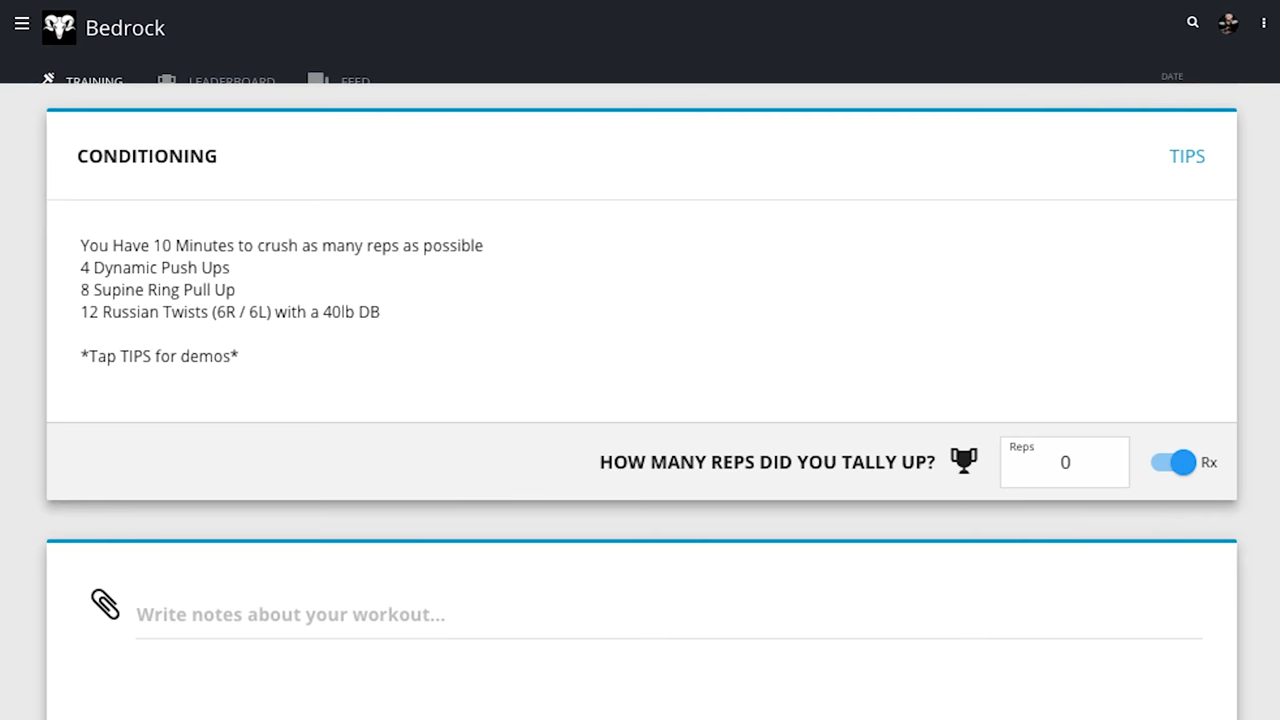 Bedrock
TRAINING LEADERBOARD FEED DATE
CONDITIONING TIPS
You Have 10 Minutes to crush as many reps as possible
4 Dynamic Push Ups
8 Supine Ring Pull Up
12 Russian Twists (6R / 6L) with a 40lb DB
*Tap TIPS for demos*
HOW MANY REPS DID YOU TALLY UP? Reps 0 Rx
Write notes about your workout...